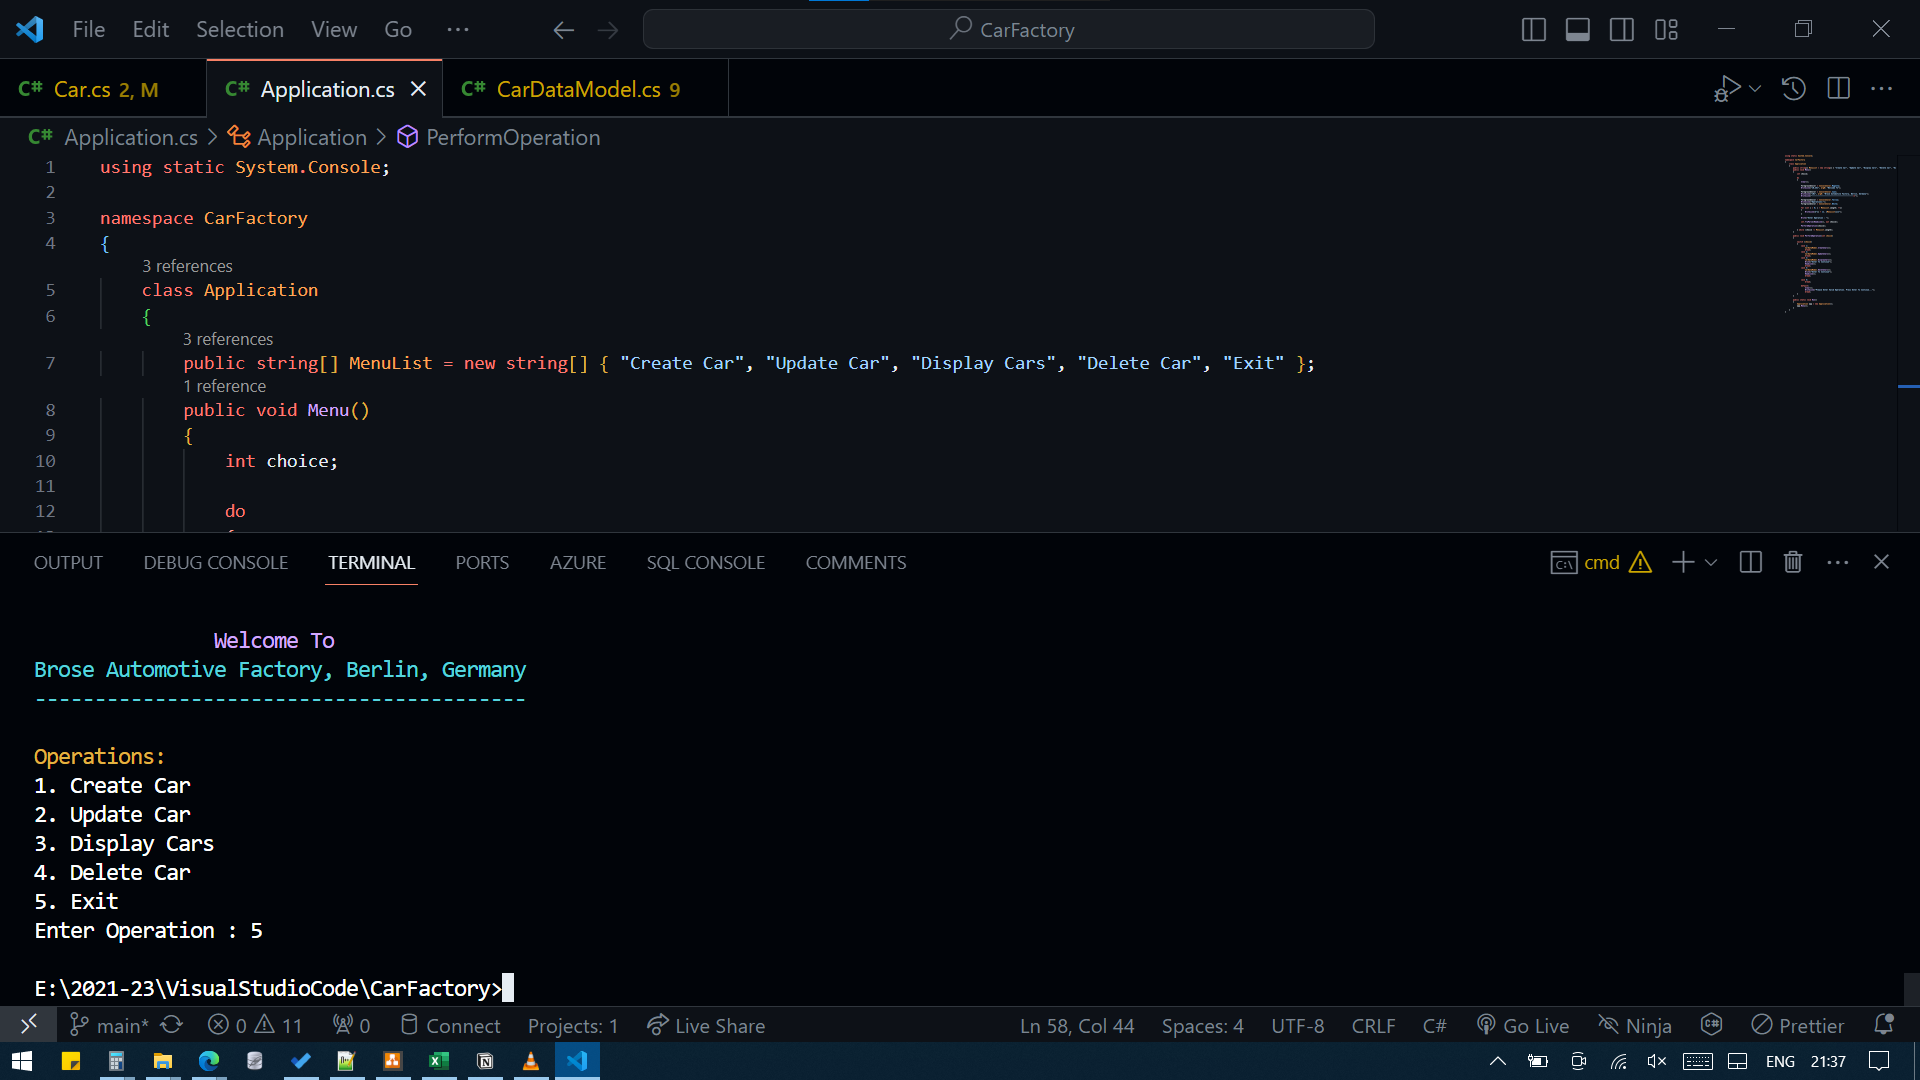 File Edit Selection View Go ··· CarFactory
C# Car.cs 2, M C# Application.cs C# CarDataModel.cs 9
C# Application.cs > Application > PerformOperation
1 using static System.Console;
2
3 namespace CarFactory
4 {
3 references
5 class Application
6 {
3 references
7 public string[] MenuList = new string[] { "Create Car", "Update Car", "Display Cars", "Delete Car", "Exit" };
1 reference
8 public void Menu()
9 {
10 int choice;
11
12 do
OUTPUT DEBUG CONSOLE TERMINAL PORTS AZURE SQL CONSOLE COMMENTS cmd
Welcome To
Brose Automotive Factory, Berlin, Germany
-----------------------------------------
Operations:
1. Create Car
2. Update Car
3. Display Cars
4. Delete Car
5. Exit
Enter Operation : 5
E:\2021-23\VisualStudioCode\CarFactory>
main* 0 11 0 Connect Projects: 1 Live Share Ln 58, Col 44 Spaces: 4 UTF-8 CRLF C# Go Live Ninja Prettier
ENG 21:37